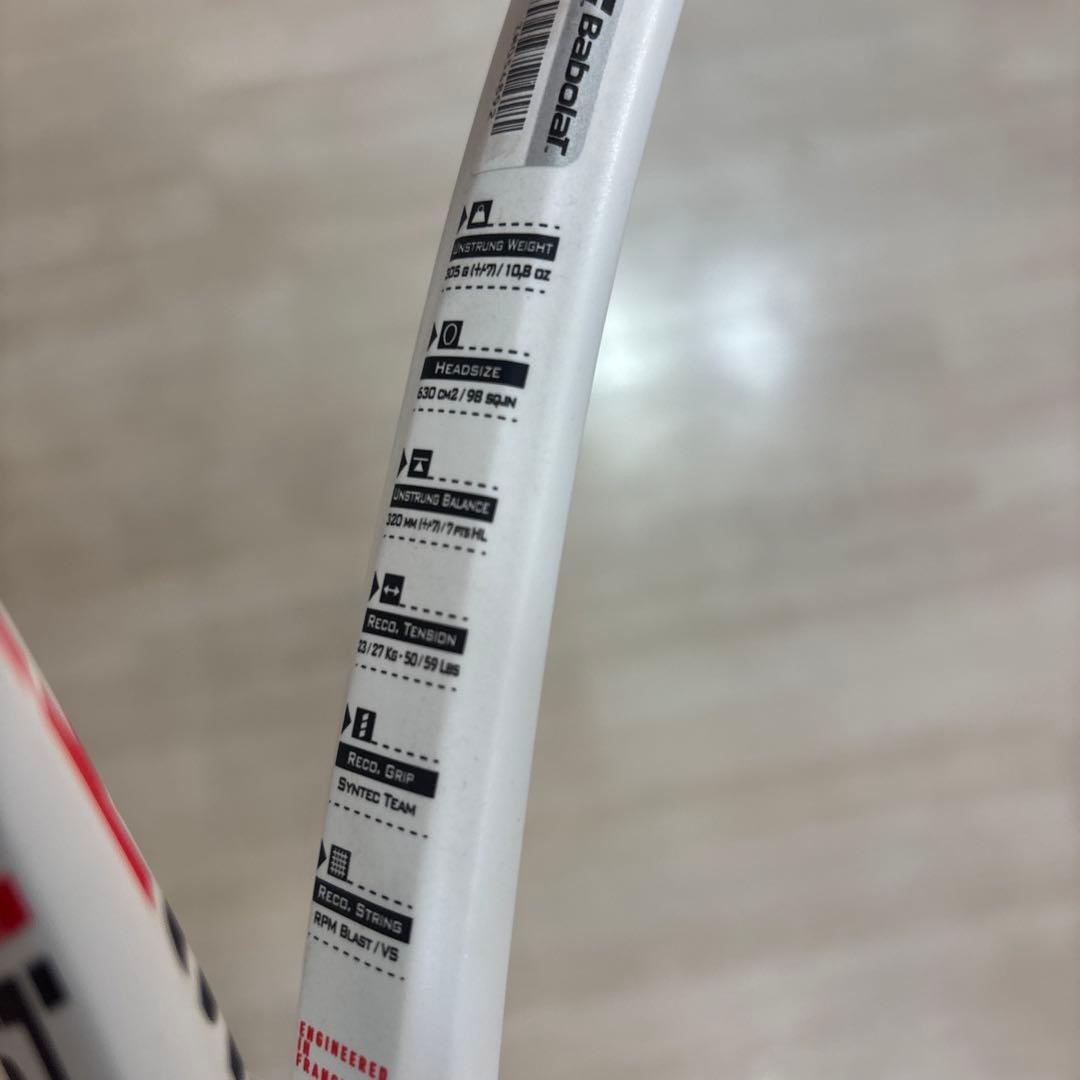 Babolat
UNSTRUNG WEIGHT
305 G (+/-7) / 10,8 OZ
HEADSIZE
630 CM2 / 98 SQ.IN
UNSTRUNG BALANCE
320 MM (+/-7) / 7 PTS HL
RECO. TENSION
23 / 27 KG - 50 / 59 LBS
RECO. GRIP
SYNTEC TEAM
RECO. STRING
RPM BLAST / VS
ENGINEERED
IN
FRANC